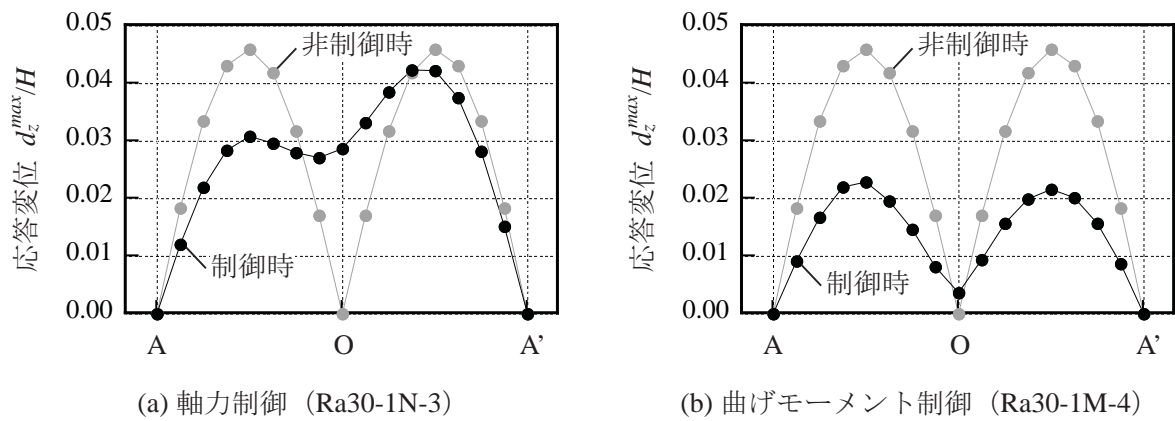 0.05
0.04
0.03
0.02
0.01
0.00
応答変位 d_z^{max}/H
非制御時
制御時
A
O
A’
(a) 軸力制御（Ra30-1N-3）
0.05
0.04
0.03
0.02
0.01
0.00
応答変位 d_z^{max}/H
非制御時
制御時
A
O
A’
(b) 曲げモーメント制御（Ra30-1M-4）